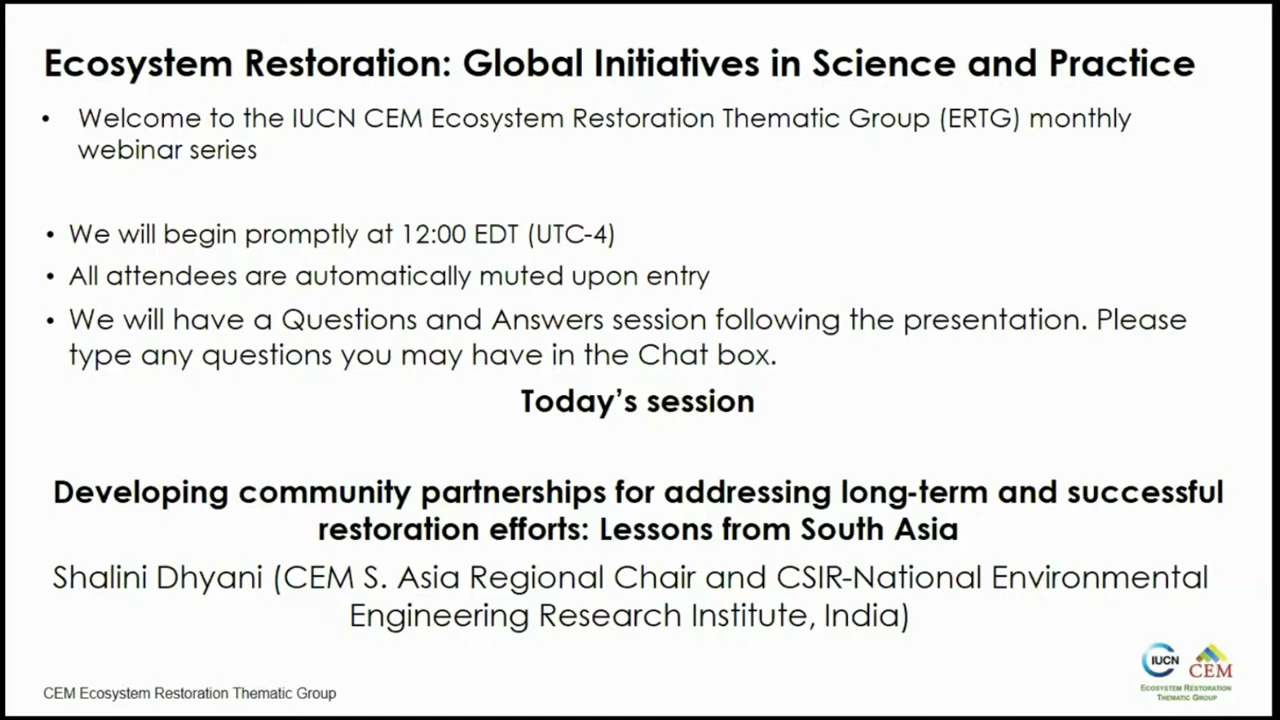 Ecosystem Restoration: Global Initiatives in Science and Practice
• Welcome to the IUCN CEM Ecosystem Restoration Thematic Group (ERTG) monthly
webinar series
• We will begin promptly at 12:00 EDT (UTC-4)
• All attendees are automatically muted upon entry
• We will have a Questions and Answers session following the presentation. Please
type any questions you may have in the Chat box.
Today's session
Developing community partnerships for addressing long-term and successful
restoration efforts: Lessons from South Asia
Shalini Dhyani (CEM S. Asia Regional Chair and CSIR-National Environmental
Engineering Research Institute, India)
CEM Ecosystem Restoration Thematic Group
IUCN CEM
ECOSYSTEM RESTORATION
THEMATIC GROUP